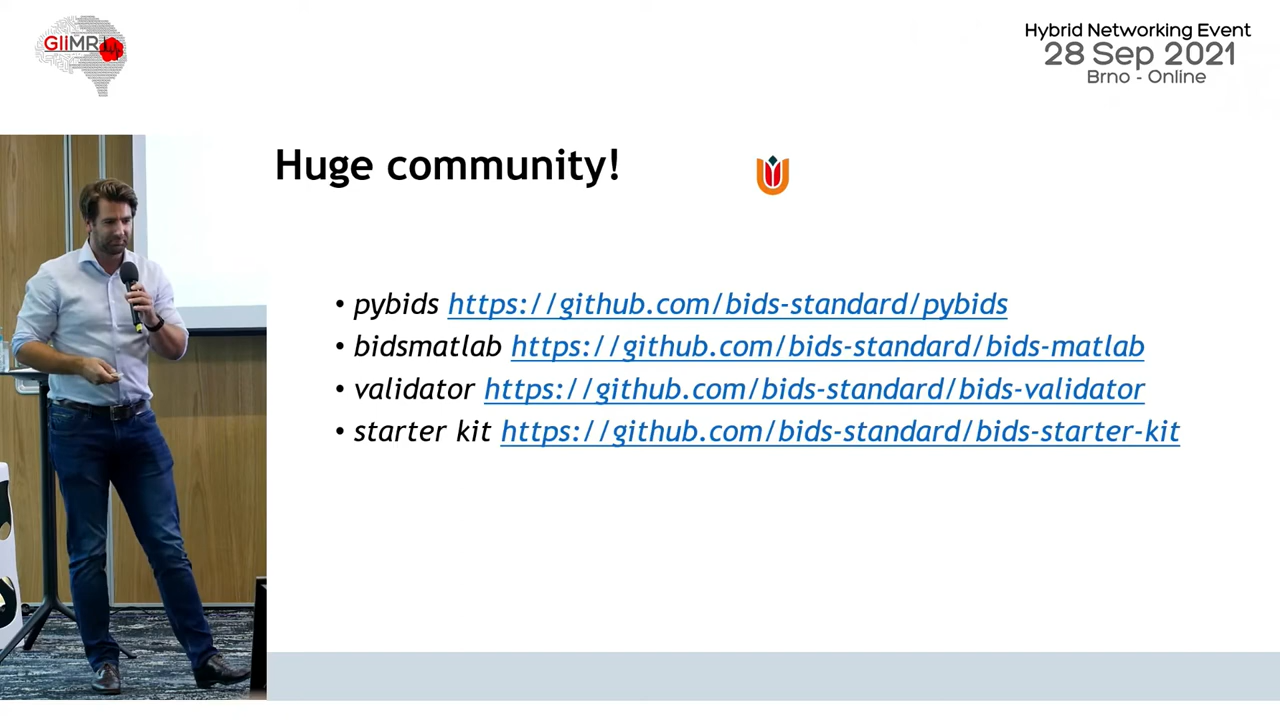 GliMR
Hybrid Networking Event
28 Sep 2021
Brno - Online
Huge community!
• pybids https://github.com/bids-standard/pybids
• bidsmatlab https://github.com/bids-standard/bids-matlab
• validator https://github.com/bids-standard/bids-validator
• starter kit https://github.com/bids-standard/bids-starter-kit